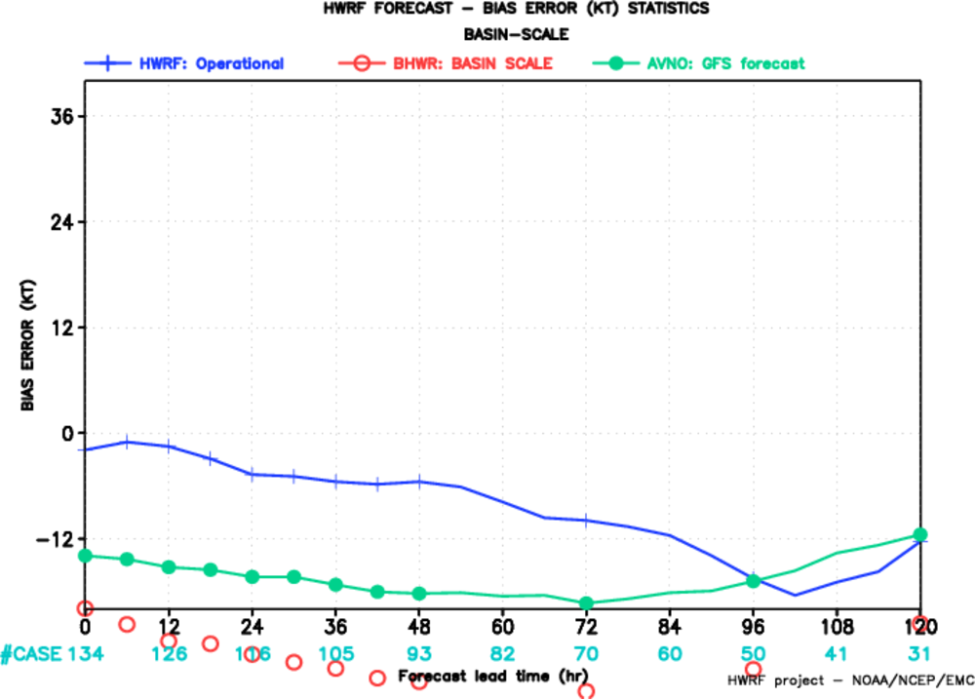 HWRF FORECAST – BIAS ERROR (KT) STATISTICS
BASIN–SCALE
HWRF: Operational BHWR: BASIN SCALE AVNO: GFS forecast
36
24
12
0
–12
BIAS ERROR (KT)
0 12 24 36 48 60 72 84 96 108 120
#CASE 134 126 116 105 93 82 70 60 50 41 31
Forecast lead time (hr)
HWRF project – NOAA/NCEP/EMC